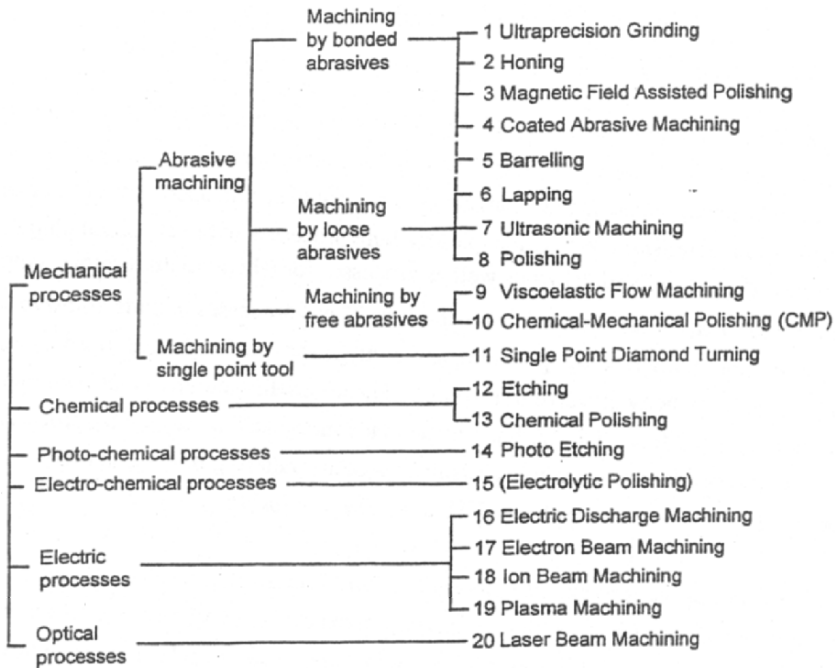 Machining
by bonded
abrasives
1 Ultraprecision Grinding
2 Honing
3 Magnetic Field Assisted Polishing
4 Coated Abrasive Machining
5 Barrelling
Abrasive
machining
6 Lapping
Machining
by loose
abrasives
7 Ultrasonic Machining
8 Polishing
Mechanical
processes
Machining by
free abrasives
9 Viscoelastic Flow Machining
10 Chemical-Mechanical Polishing (CMP)
Machining by
single point tool
11 Single Point Diamond Turning
Chemical processes
12 Etching
13 Chemical Polishing
Photo-chemical processes
14 Photo Etching
Electro-chemical processes
15 (Electrolytic Polishing)
Electric
processes
16 Electric Discharge Machining
17 Electron Beam Machining
18 Ion Beam Machining
19 Plasma Machining
Optical
processes
20 Laser Beam Machining